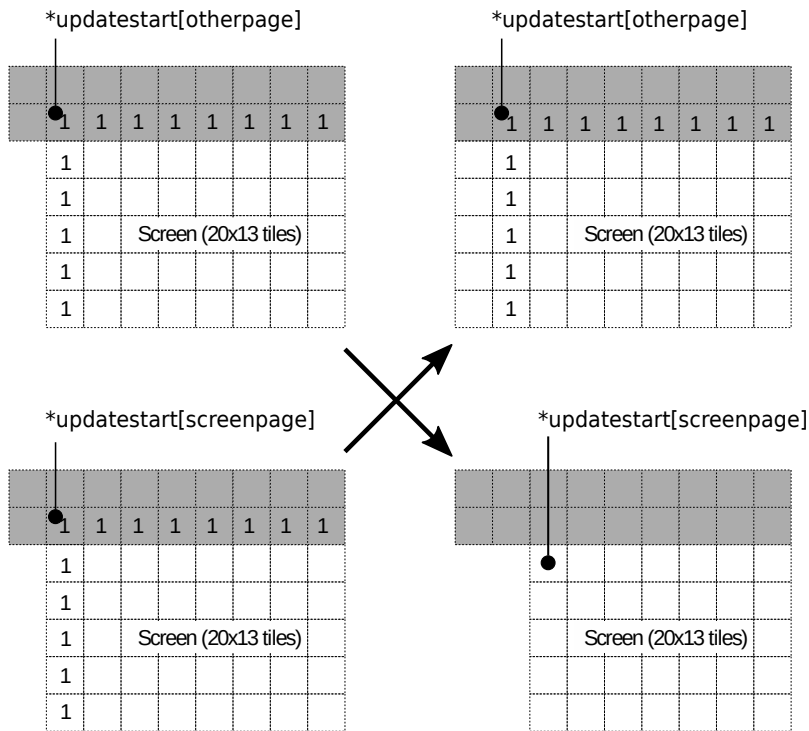 *updatestart[otherpage] *updatestart[otherpage]
1 1 1 1 1 1 1 1 1 1 1 1 1 1 1 1
1 1
1 1
1 Screen (20x13 tiles) 1 Screen (20x13 tiles)
1 1
1 1
*updatestart[screenpage] *updatestart[screenpage]
1 1 1 1 1 1 1 1
1
1
1 Screen (20x13 tiles) Screen (20x13 tiles)
1
1